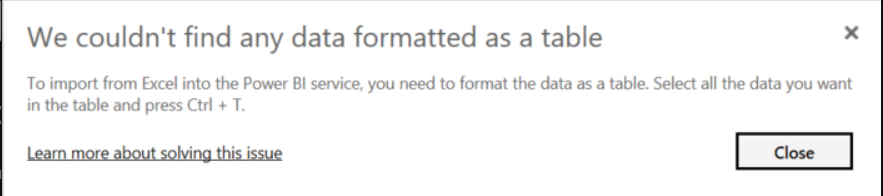 We couldn't find any data formatted as a table
To import from Excel into the Power BI service, you need to format the data as a table. Select all the data you want
in the table and press Ctrl + T.
Learn more about solving this issue
Close